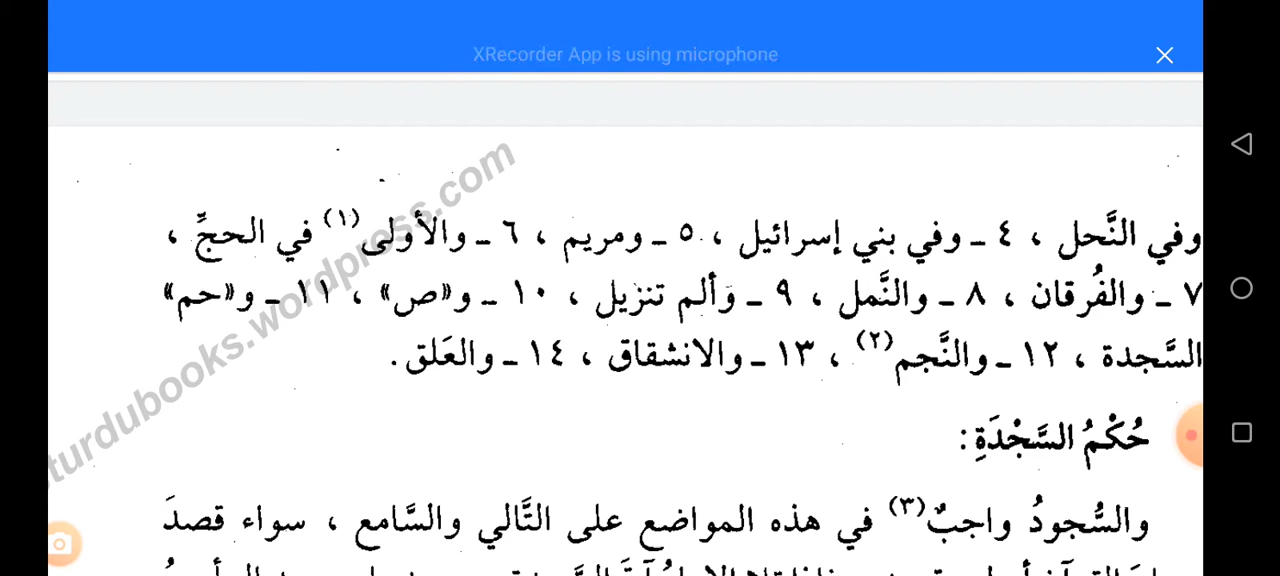 XRecorder App is using microphone
وفي النَّحل ، ٤ ـ وفي بني إسرائيل ، ٥ ـ ومريم ، ٦ ـ والأولى(١) في الحجِّ ،
٧ ـ والفُرقان ، ٨ ـ والنَّمل ، ٩ ـ وَألم تنزيل ، ١٠ ـ و«ص» ، ١١ ـ و«حم»
السَّجدة ، ١٢ ـ والنَّجم(٢) ، ١٣ ـ والانشقاق ، ١٤ ـ والعَلق .
حُكْمُ السَّجْدَةِ :
والسُّجودُ واجبٌ(٣) في هذه المواضع على التَّالي والسَّامع ، سواء قصدَ
turdubooks.wordpress.com